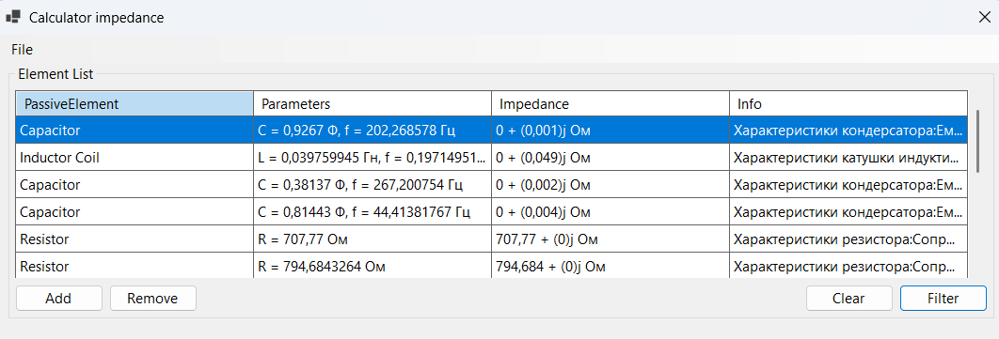 Calculator impedance
File
Element List
PassiveElement Parameters Impedance Info
Capacitor C = 0,9267 Ф, f = 202,268578 Гц 0 + (0,001)j Ом Характеристики кондерсатора:Ем...
Inductor Coil L = 0,039759945 Гн, f = 0,19714951... 0 + (0,049)j Ом Характеристики катушки индукти...
Capacitor C = 0,38137 Ф, f = 267,200754 Гц 0 + (0,002)j Ом Характеристики кондерсатора:Ем...
Capacitor C = 0,81443 Ф, f = 44,41381767 Гц 0 + (0,004)j Ом Характеристики кондерсатора:Ем...
Resistor R = 707,77 Ом 707,77 + (0)j Ом Характеристики резистора:Сопр...
Resistor R = 794,6843264 Ом 794,684 + (0)j Ом Характеристики резистора:Сопр...
Add Remove Clear Filter